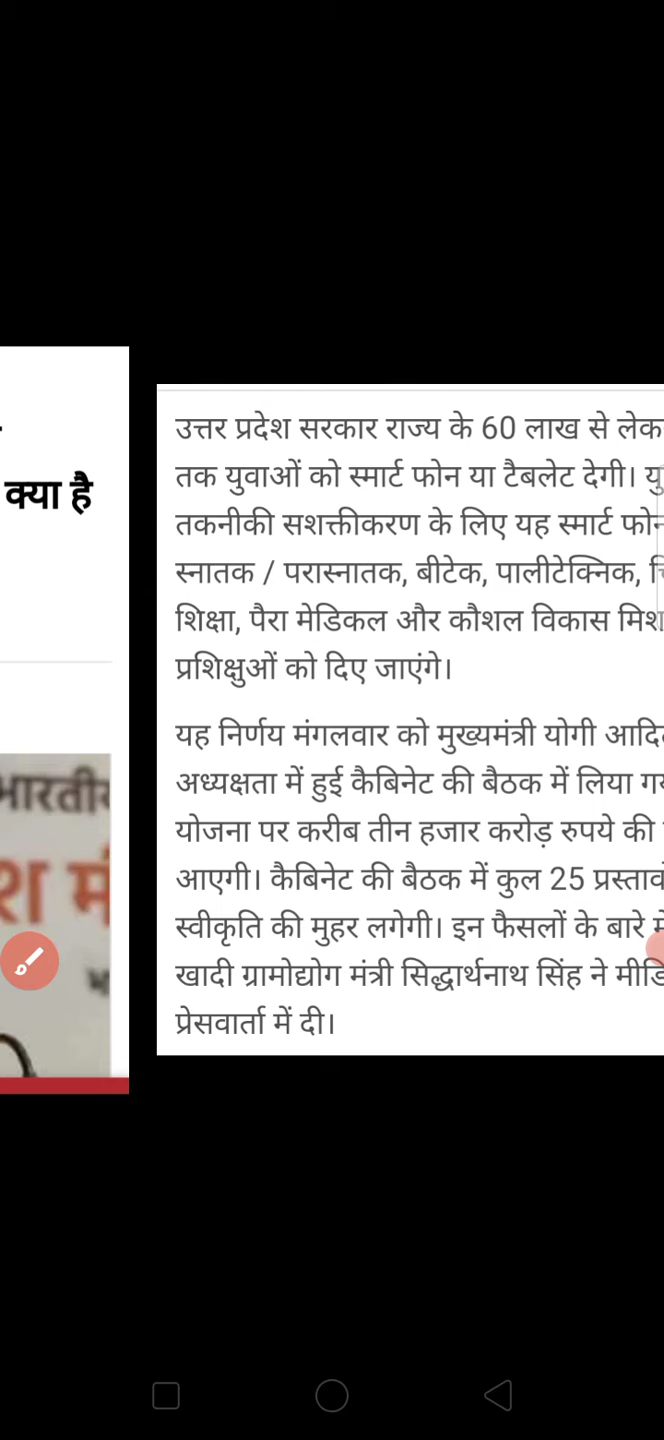 क्या है
उत्तर प्रदेश सरकार राज्य के 60 लाख से
तक युवाओं को स्मार्ट फोन या टैबलेट देगी।
तकनीकी सशक्तीकरण के लिए यह स्मार्ट
स्नातक / परास्नातक, बीटेक, पालीटेक्निक,
शिक्षा, पैरा मेडिकल और कौशल विकास
प्रशिक्षुओं को दिए जाएंगे।
यह निर्णय मंगलवार को मुख्यमंत्री योगी
अध्यक्षता में हुई कैबिनेट की बैठक में लिया
योजना पर करीब तीन हजार करोड़ रुपये की
आएगी। कैबिनेट की बैठक में कुल 25
स्वीकृति की मुहर लगेगी। इन फैसलों के बारे
खादी ग्रामोद्योग मंत्री सिद्धार्थनाथ सिंह ने
प्रेसवार्ता में दी।